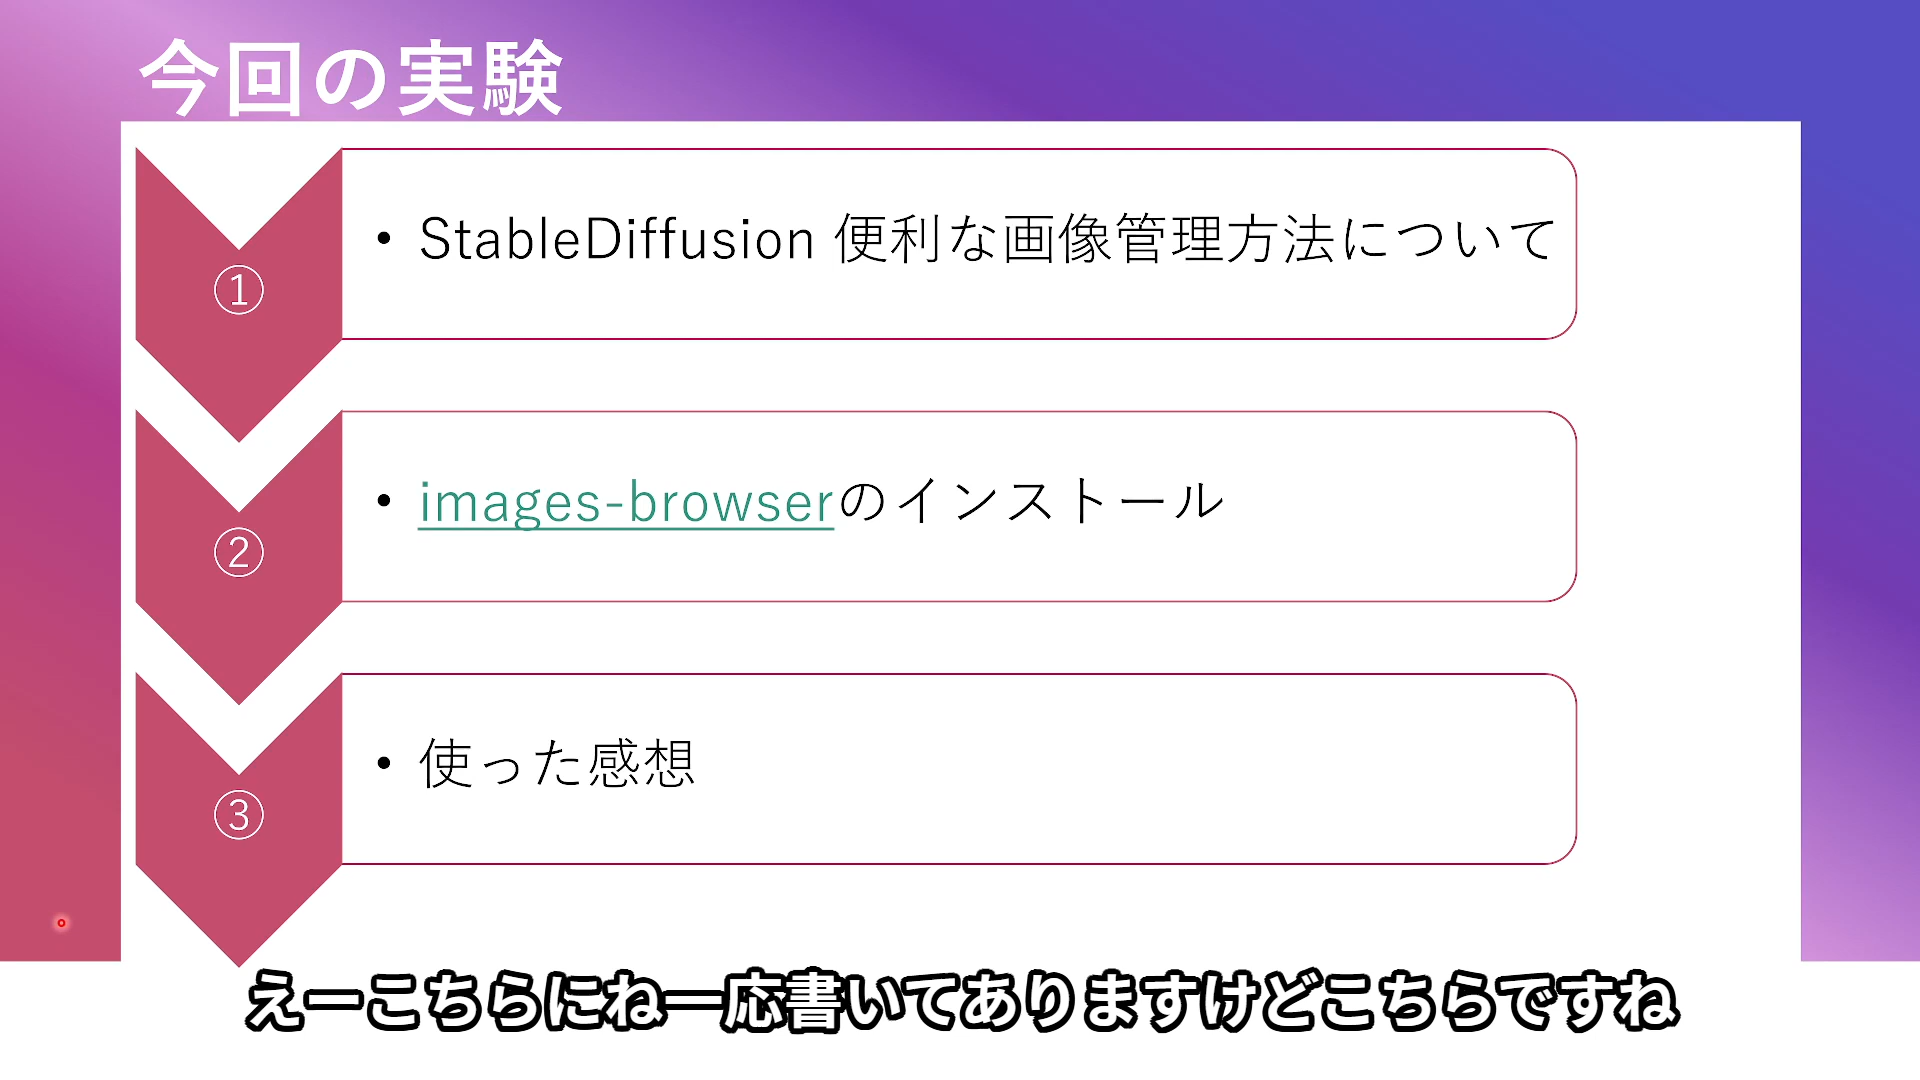 今回の実験
①
• StableDiffusion 便利な画像管理方法について
②
• images-browserのインストール
③
• 使った感想
えーこちらにね一応書いてありますけどこちらですね